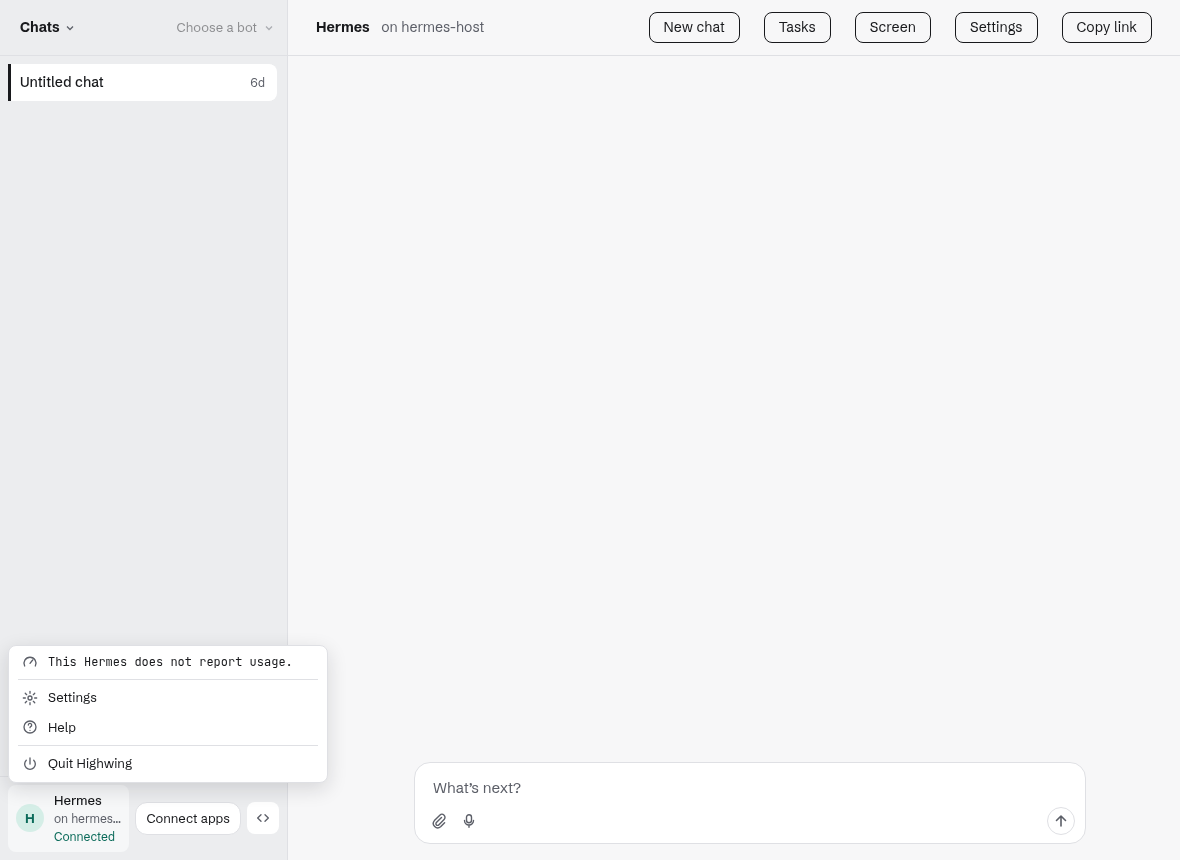 Chats
Choose a bot
Hermes on hermes-host
New chat
Tasks
Screen
Settings
Copy link
Untitled chat 6d
This Hermes does not report usage.
Settings
Help
Quit Highwing
H
Hermes
on hermes…
Connected
Connect apps
What's next?